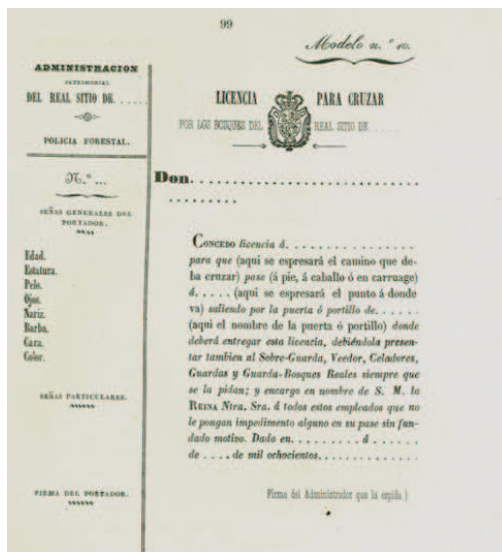 99
Modelo n.º 10.
ADMINISTRACION
PATRIMONIAL
DEL REAL SITIO DE. . . . . .
POLICIA FORESTAL.
N.º ...
SEÑAS GENERALES DEL
PORTADOR.
Edad.
Estatura.
Pelo.
Ojos.
Nariz.
Barba.
Cara.
Color.
SEÑAS PARTICULARES.
FIRMA DEL PORTADOR.
LICENCIA PARA CRUZAR
POR LOS BOSQUES DEL REAL SITIO DE. . . . . .
Don. . . . . . . . . . . . . . . . . . . . . . . . . . . . .
. . . . . . . . .
CONCEDO licencia á. . . . . . . . . . . . . . . . .
para que (aqui se espresará el camino que de-
ba cruzar) pase (á pie, á caballo ó en carruage)
á. . . . . (aqui se espresará el punto á donde
va) saliendo por la puerta ó portillo de. . . . . .
(aqui el nombre de la puerta ó portillo) donde
deberá entregar esta licencia, debiéndola presen-
tar tambien al Sobre-Guarda, Veedor, Celadores,
Guardas y Guarda-Bosques Reales siempre que
se la pidan; y encargo en nombre de S. M. la
REINA Ntra. Sra. á todos estos empleados que no
le pongan impedimento alguno en su pase sin fun-
dado motivo. Dado en. . . . . . . . . á . . . . . .
de . . . . de mil ochocientos. . . . . . . . . . . . .
Firma del Administrador que la espida.)